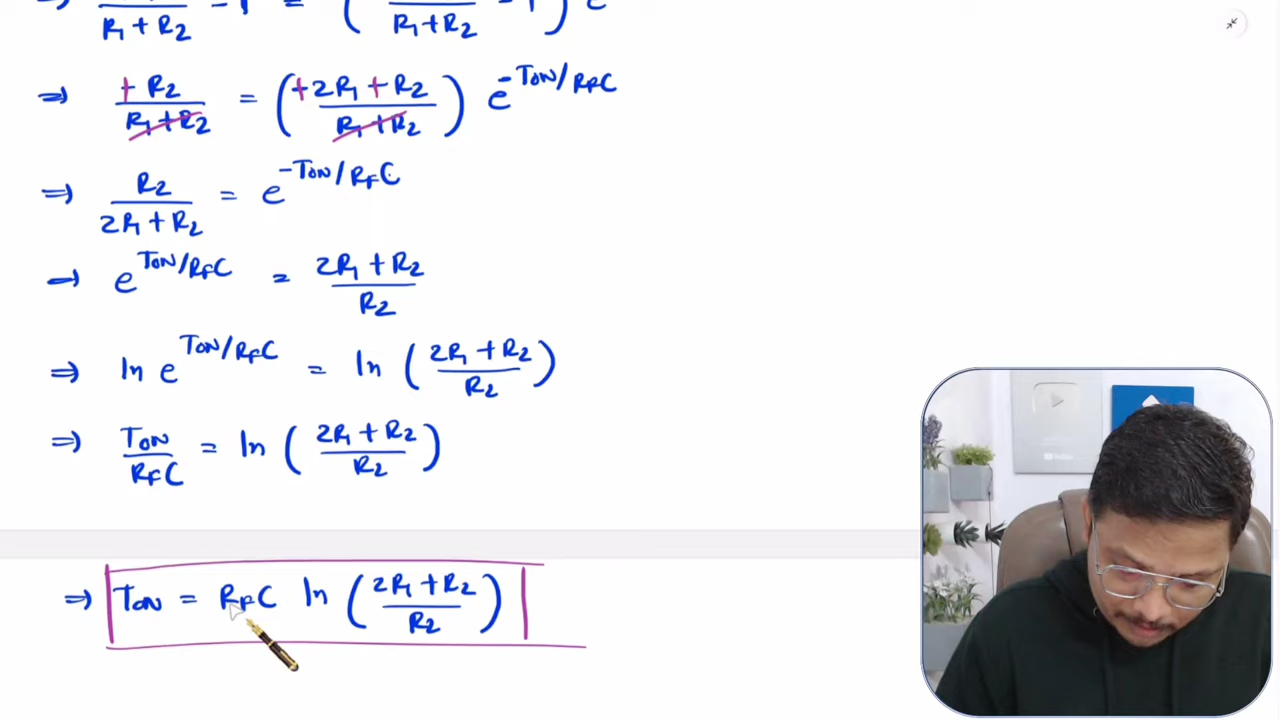 ⇒ / R₁+R₂ - 1 = ( / R₁+R₂ - 1 ) e
⇒ +R₂ / R₁+R₂ = ( +2R₁ + R₂ / R₁+R₂ ) e^(-TON/RFC)
⇒ R₂ / 2R₁+R₂ = e^(-TON/RFC)
→ e^(TON/RFC) = 2R₁+R₂ / R₂
⇒ ln e^(TON/RFC) = ln ( 2R₁+R₂ / R₂ )
⇒ TON / RFC = ln ( 2R₁+R₂ / R₂ )
⇒ TON = RFC ln ( 2R₁+R₂ / R₂ )